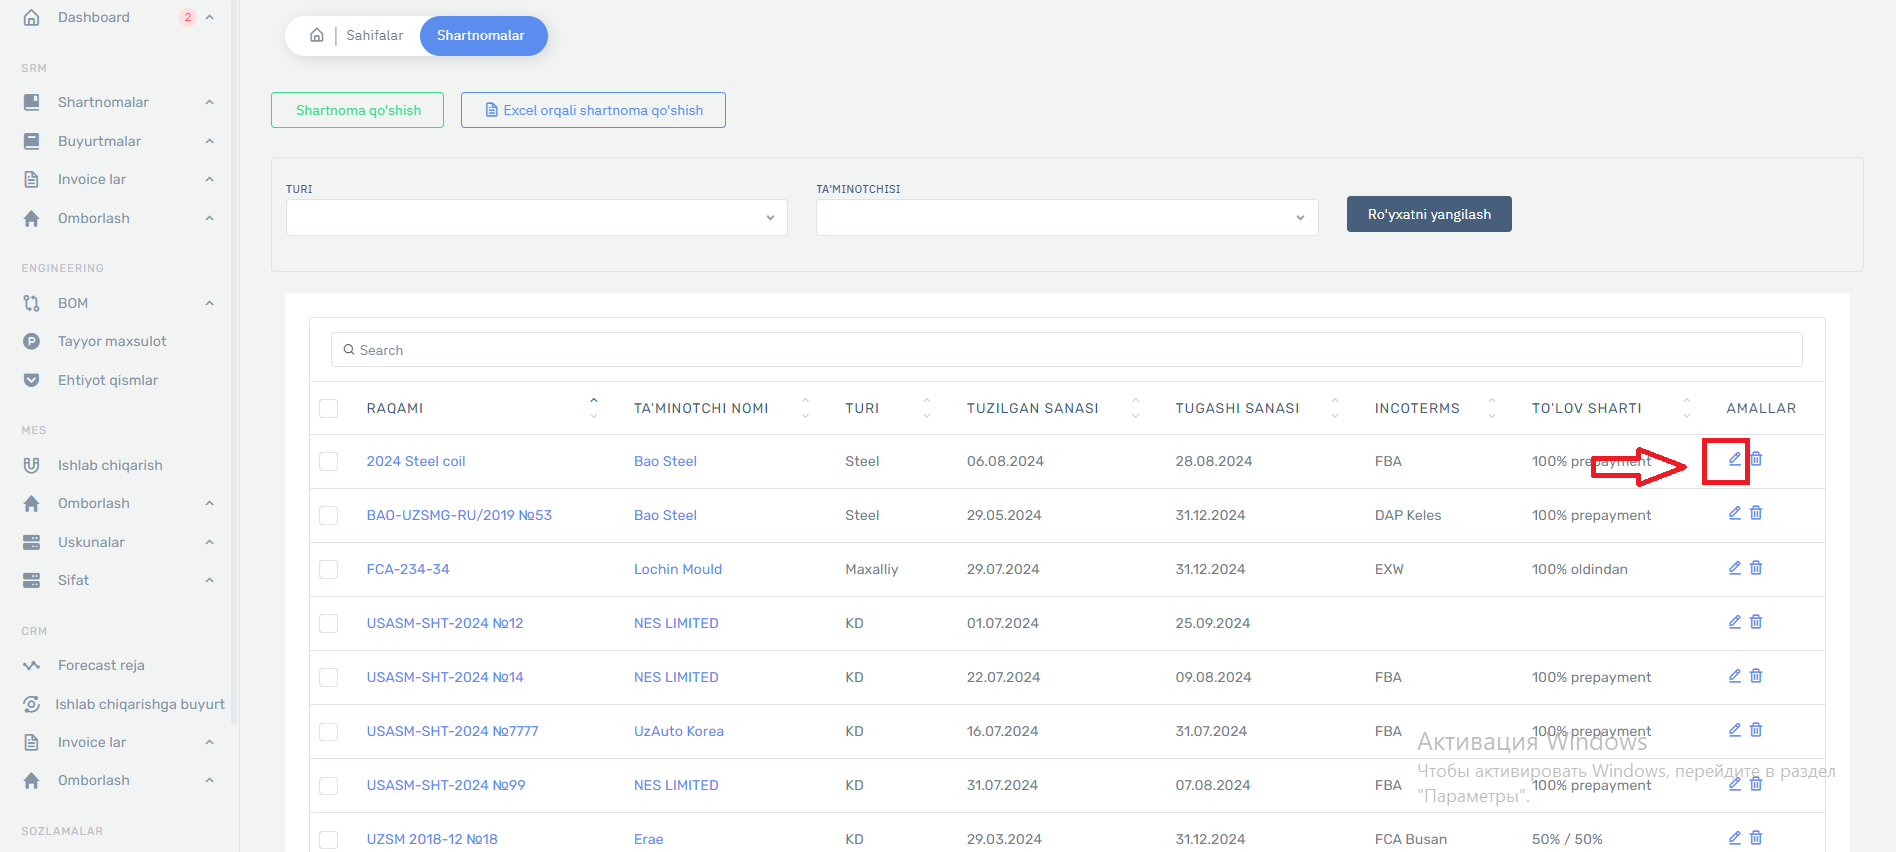 Dashboard 2
SRM
Shartnomalar
Buyurtmalar
Invoice lar
Omborlash
ENGINEERING
BOM
Tayyor maxsulot
Ehtiyot qismlar
MES
Ishlab chiqarish
Omborlash
Uskunalar
Sifat
CRM
Forecast reja
Ishlab chiqarishga buyurt
Invoice lar
Omborlash
SOZLAMALAR
Sahifalar Shartnomalar
Shartnoma qo'shish Excel orqali shartnoma qo'shish
TURI TA'MINOTCHISI
Ro'yxatni yangilash
Search
RAQAMI TA'MINOTCHI NOMI TURI TUZILGAN SANASI TUGASHI SANASI INCOTERMS TO'LOV SHARTI AMALLAR
2024 Steel coil Bao Steel Steel 06.08.2024 28.08.2024 FBA 100% prepayment
BAO-UZSMG-RU/2019 №53 Bao Steel Steel 29.05.2024 31.12.2024 DAP Keles 100% prepayment
FCA-234-34 Lochin Mould Maxalliy 29.07.2024 31.12.2024 EXW 100% oldindan
USASM-SHT-2024 №12 NES LIMITED KD 01.07.2024 25.09.2024
USASM-SHT-2024 №14 NES LIMITED KD 22.07.2024 09.08.2024 FBA 100% prepayment
USASM-SHT-2024 №7777 UzAuto Korea KD 16.07.2024 31.07.2024 FBA 100% prepayment
USASM-SHT-2024 №99 NES LIMITED KD 31.07.2024 07.08.2024 FBA 100% prepayment
UZSM 2018-12 №18 Erae KD 29.03.2024 31.12.2024 FCA Busan 50% / 50%
Активация Windows
Чтобы активировать Windows, перейдите в раздел
"Параметры".